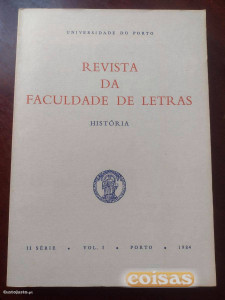 UNIVERSIDADE DO PORTO
REVISTA
DA
FACULDADE DE LETRAS
HISTÓRIA
II SÉRIE • VOL. I • PORTO • 1984
coisas